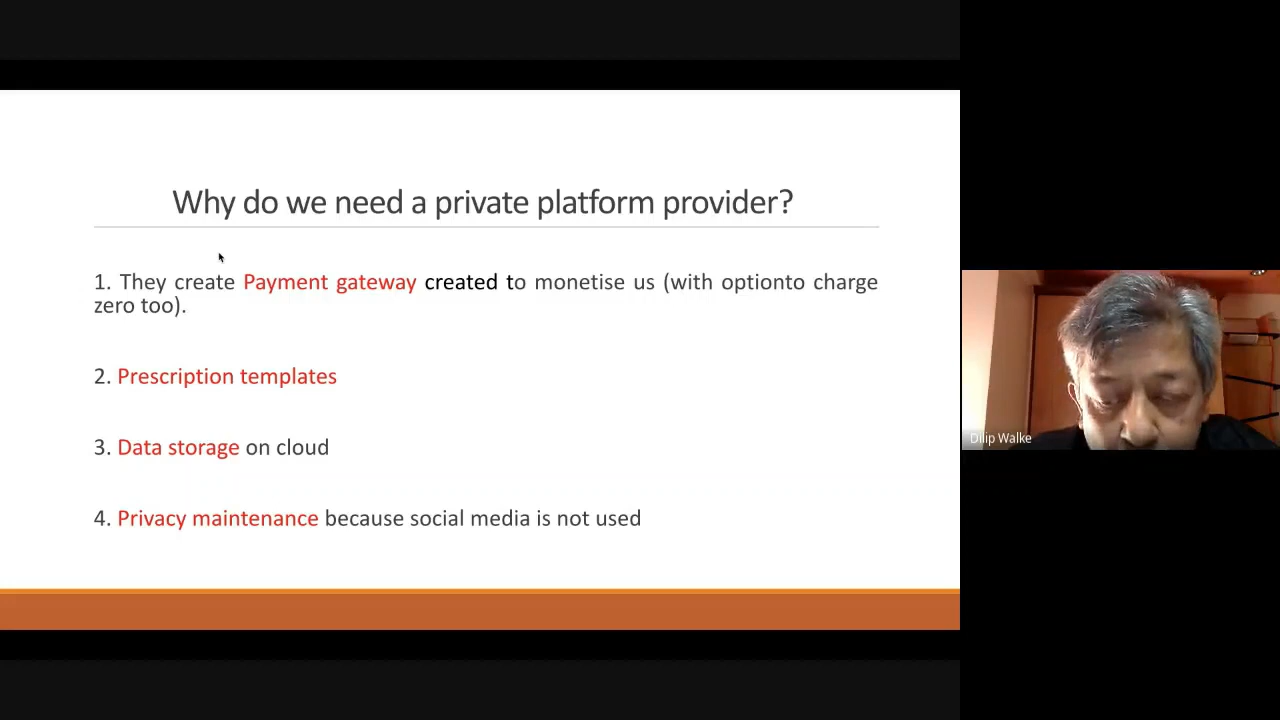 Why do we need a private platform provider?
1. They create Payment gateway created to monetise us (with optionto charge
zero too).
2. Prescription templates
3. Data storage on cloud
4. Privacy maintenance because social media is not used
Dilip Walke